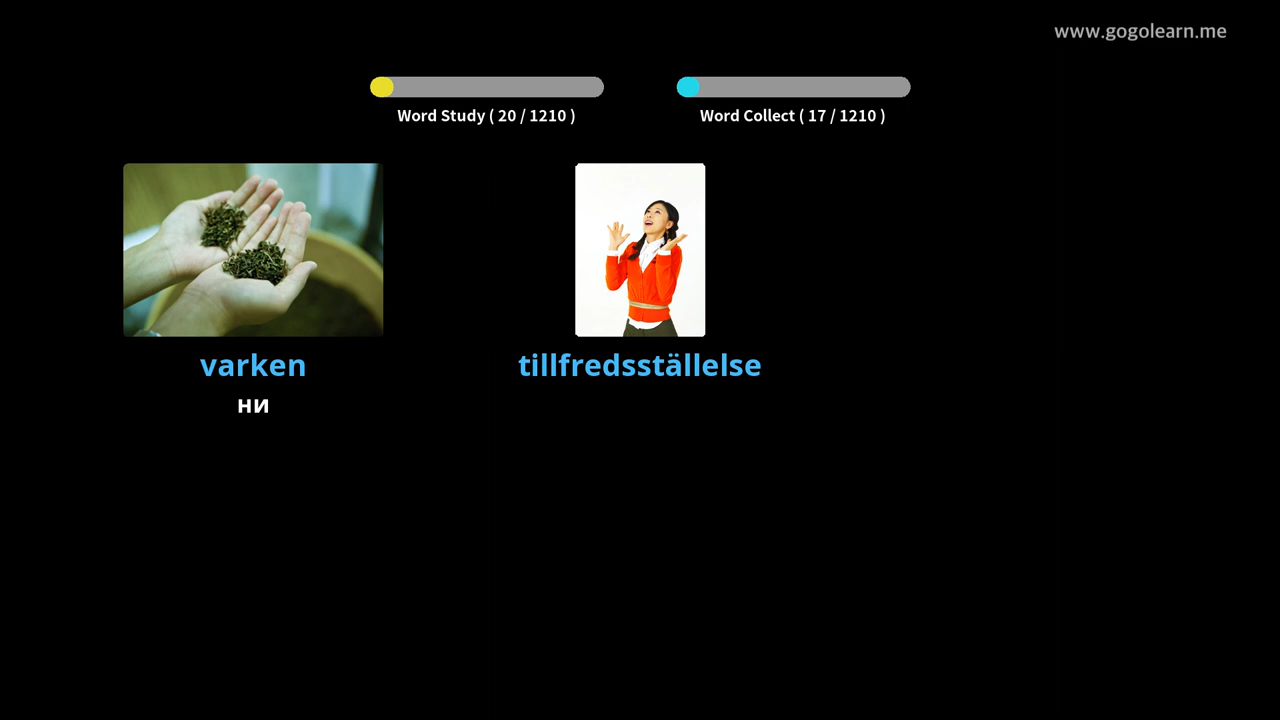 www.gogolearn.me
Word Study ( 20 / 1210 )
Word Collect ( 17 / 1210 )
varken
tillfredsställelse
ни